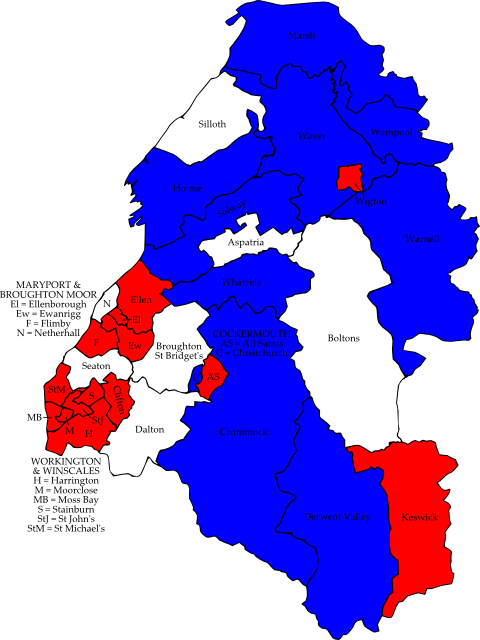 Marsh
Silloth
Waver
Wampool
Holme
Wigton
Solway
Warnell
Aspatria
Wharrels
MARYPORT &
BROUGHTON MOOR
El = Ellenborough
Ew = Ewanrigg
F = Flimby
N = Netherhall
Ellen
N
El
F
Ew
Broughton
St Bridget's
COCKERMOUTH
AS = All Saints
C = Christchurch
Boltons
Seaton
AS
StM
S
Clifton
MB
StJ
M
H
Dalton
Crummock
WORKINGTON
& WINSCALES
H = Harrington
M = Moorclose
MB = Moss Bay
S = Stainburn
StJ = St John's
StM = St Michael's
Derwent Valley
Keswick